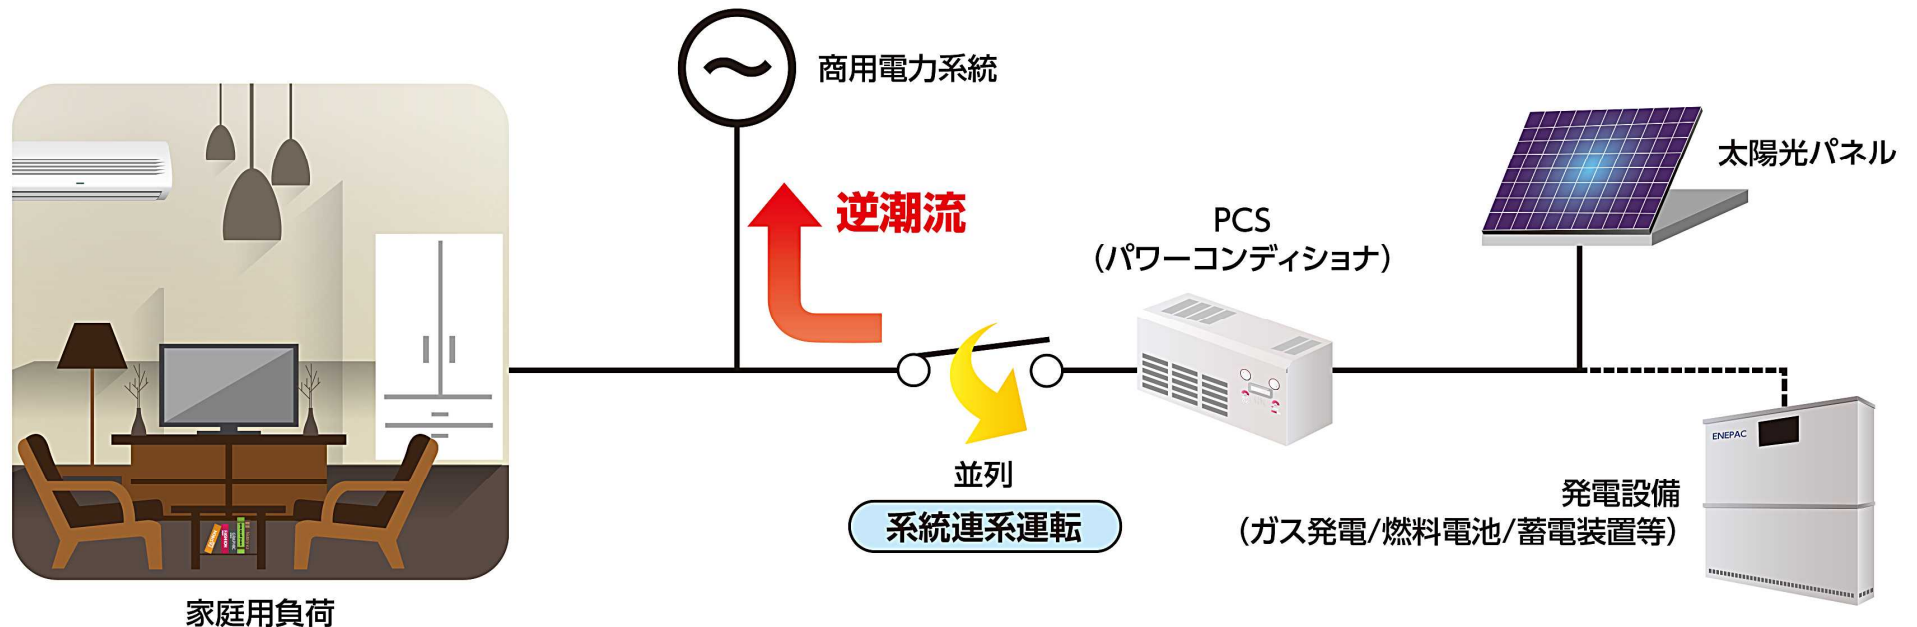 商用電力系統
太陽光パネル
逆潮流
PCS
（パワーコンディショナ）
ENEPAC
並列
系統連系運転
発電設備
（ガス発電/燃料電池/蓄電装置等）
家庭用負荷